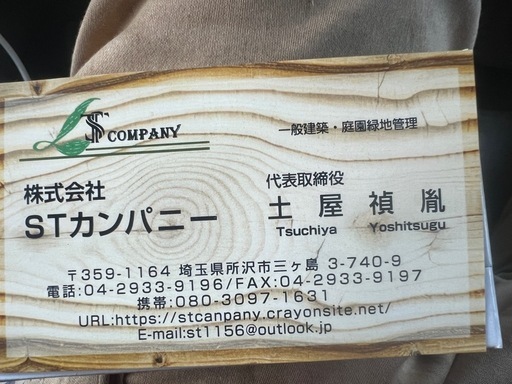 ST COMPANY
一般建築・庭園緑地管理
株式会社
STカンパニー
代表取締役
土屋 禎胤
Tsuchiya Yoshitsugu
〒359-1164 埼玉県所沢市三ヶ島 3-740-9
電話:04-2933-9196/FAX:04-2933-9197
携帯:080-3097-1631
URL:https://stcanpany.crayonsite.net/
E-mail:st1156@outlook.jp